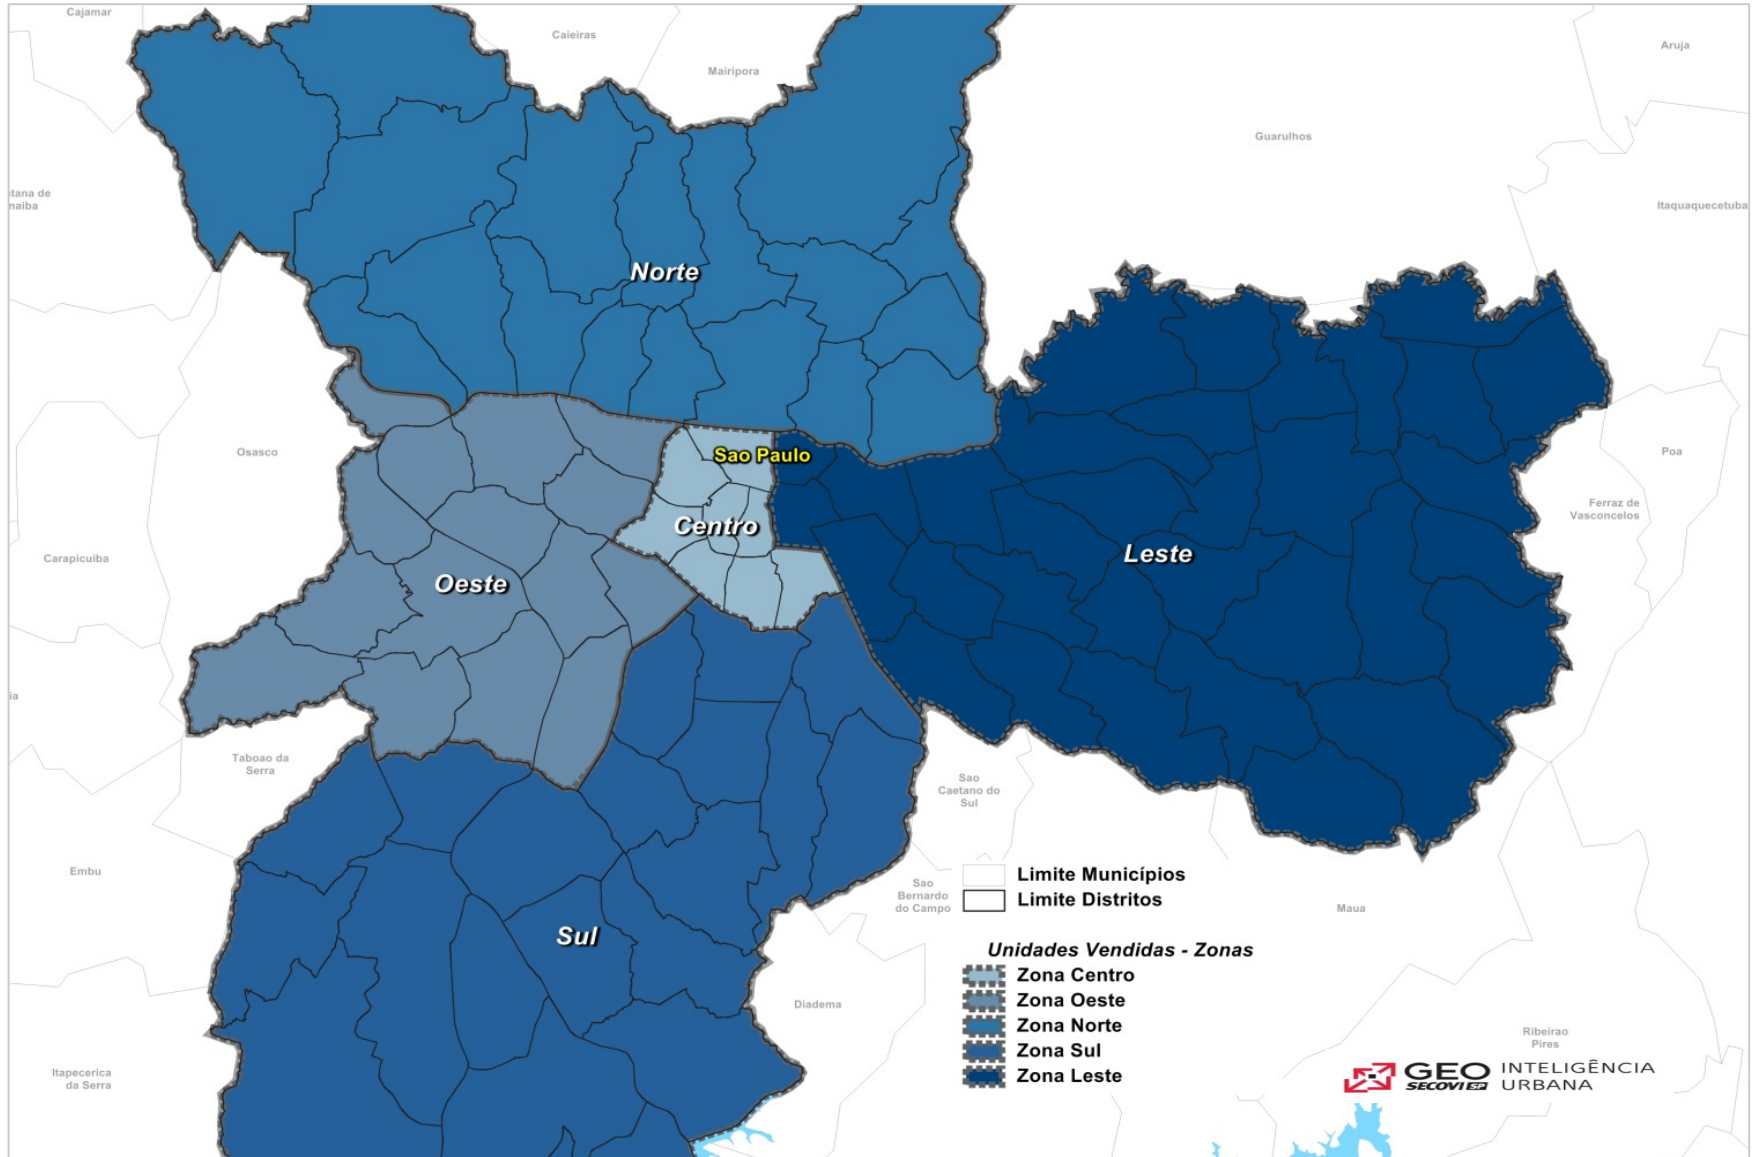 Cajamar
Caieiras
Mairipora
Aruja
Guarulhos
tana de
naiba
Itaquaquecetuba
Norte
Osasco
Sao Paulo
Poa
Ferraz de
Vasconcelos
Centro
Carapicuiba
Oeste
Leste
ia
Taboao da
Serra
Sao
Caetano do
Sul
Embu
Sao
Bernardo
do Campo
Maua
Sul
Diadema
Itapecerica
da Serra
Ribeirao
Pires
Limite Municípios
Limite Distritos
Unidades Vendidas - Zonas
Zona Centro
Zona Oeste
Zona Norte
Zona Sul
Zona Leste
GEO
SECOVI SP
INTELIGÊNCIA
URBANA